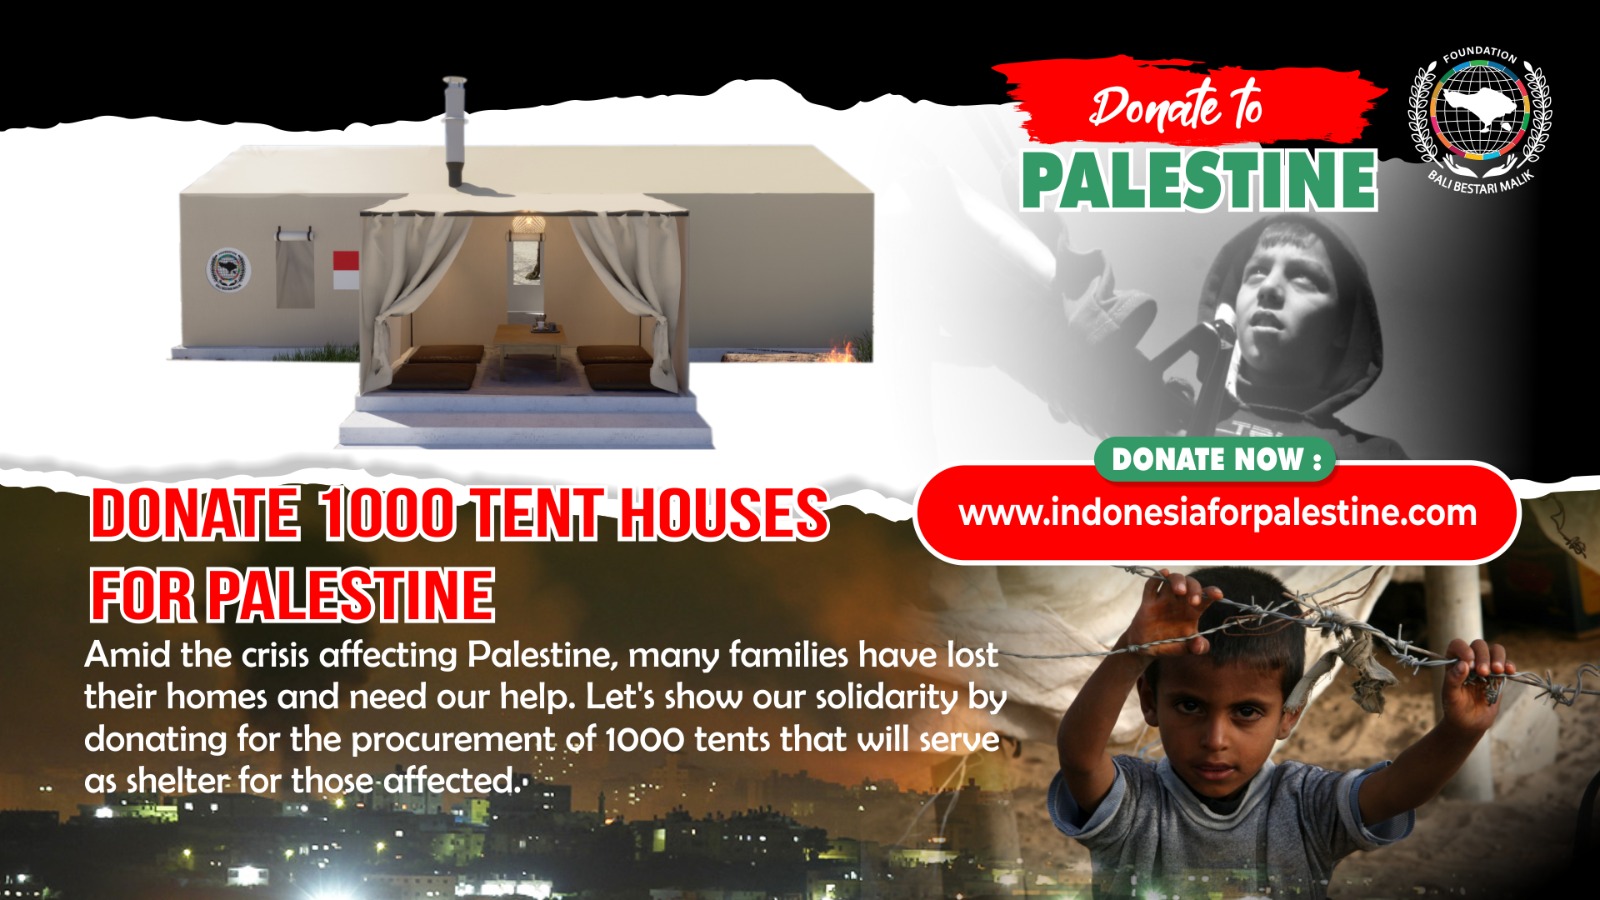 Donate to
PALESTINE
FOUNDATION
BALI BESTARI MALIK
DONATE NOW :
www.indonesiaforpalestine.com
DONATE 1000 TENT HOUSES
FOR PALESTINE
Amid the crisis affecting Palestine, many families have lost
their homes and need our help. Let's show our solidarity by
donating for the procurement of 1000 tents that will serve
as shelter for those affected.